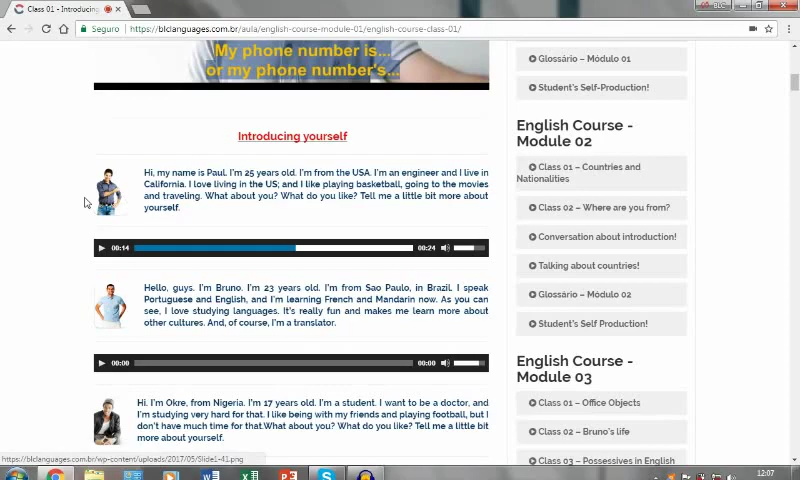 Class 01 - Introducing
BLC
Seguro
https://blclanguages.com.br/aula/english-course-module-01/english-course-class-01/
My phone number is...
or my phone number's...
Introducing yourself
Hi, my name is Paul. I'm 25 years old. I'm from the USA. I'm an engineer and I live in
California. I love living in the US; and I like playing basketball, going to the movies
and traveling. What about you? What do you like? Tell me a little bit more about
yourself.
00:14
00:24
Hello, guys. I'm Bruno. I'm 23 years old. I'm from Sao Paulo, in Brazil. I speak
Portuguese and English, and I'm learning French and Mandarin now. As you can
see, I love studying languages. It's really fun and makes me learn more about
other cultures. And, of course, I'm a translator.
00:00
00:00
Hi. I'm Okre, from Nigeria. I'm 17 years old. I'm a student. I want to be a doctor, and
I'm studying very hard for that. I like being with my friends and playing football, but I
don't have much time for that.What about you? What do you like? Tell me a little bit
more about yourself.
Glossário – Módulo 01
Student's Self-Production!
English Course -
Module 02
Class 01 – Countries and
Nationalities
Class 02 – Where are you from?
Conversation about introduction!
Talking about countries!
Glossário – Módulo 02
Student's Self Production!
English Course -
Module 03
Class 01 – Office Objects
Class 02 – Bruno's life
Class 03 – Possessives in English
https://blclanguages.com.br/wp-content/uploads/2017/05/Slide1-41.png
12:07